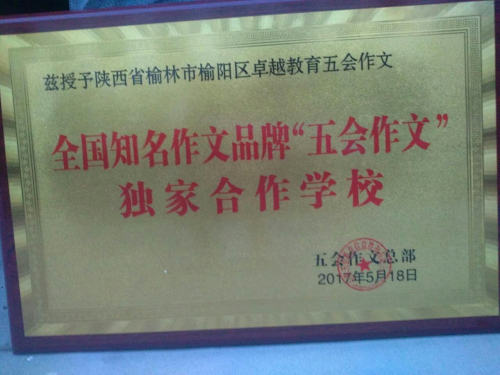 兹授予陕西省榆林市榆阳区卓越教育五会作文
全国知名作文品牌“五会作文”
独家合作学校
五会作文总部
2017年5月18日